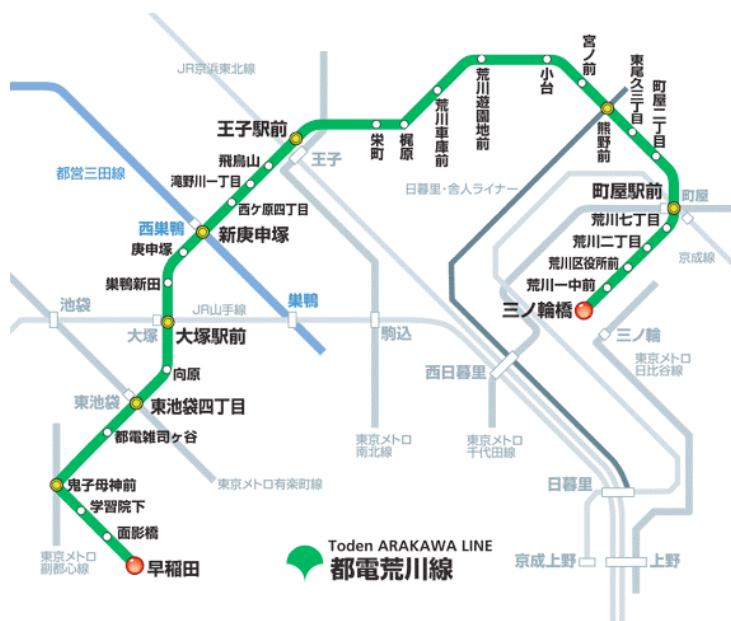 JR京浜東北線
王子駅前
飛鳥山
滝野川一丁目
西ケ原四丁目
都営三田線
西巣鴨
新庚申塚
庚申塚
巣鴨新田
池袋
JR山手線
巣鴨
大塚
大塚駅前
駒込
向原
東池袋
東池袋四丁目
都電雑司ヶ谷
鬼子母神前
学習院下
面影橋
早稲田
東京メトロ
副都心線
東京メトロ有楽町線
東京メトロ
南北線
王子
栄町
梶原
荒川車庫前
荒川遊園地前
小台
宮ノ前
熊野前
東尾久三丁目
町屋二丁目
日暮里・舎人ライナー
町屋駅前
町屋
荒川七丁目
荒川二丁目
荒川区役所前
荒川一中前
三ノ輪橋
京成線
三ノ輪
東京メトロ
日比谷線
西日暮里
東京メトロ
千代田線
日暮里
京成上野
上野
Toden ARAKAWA LINE
都電荒川線